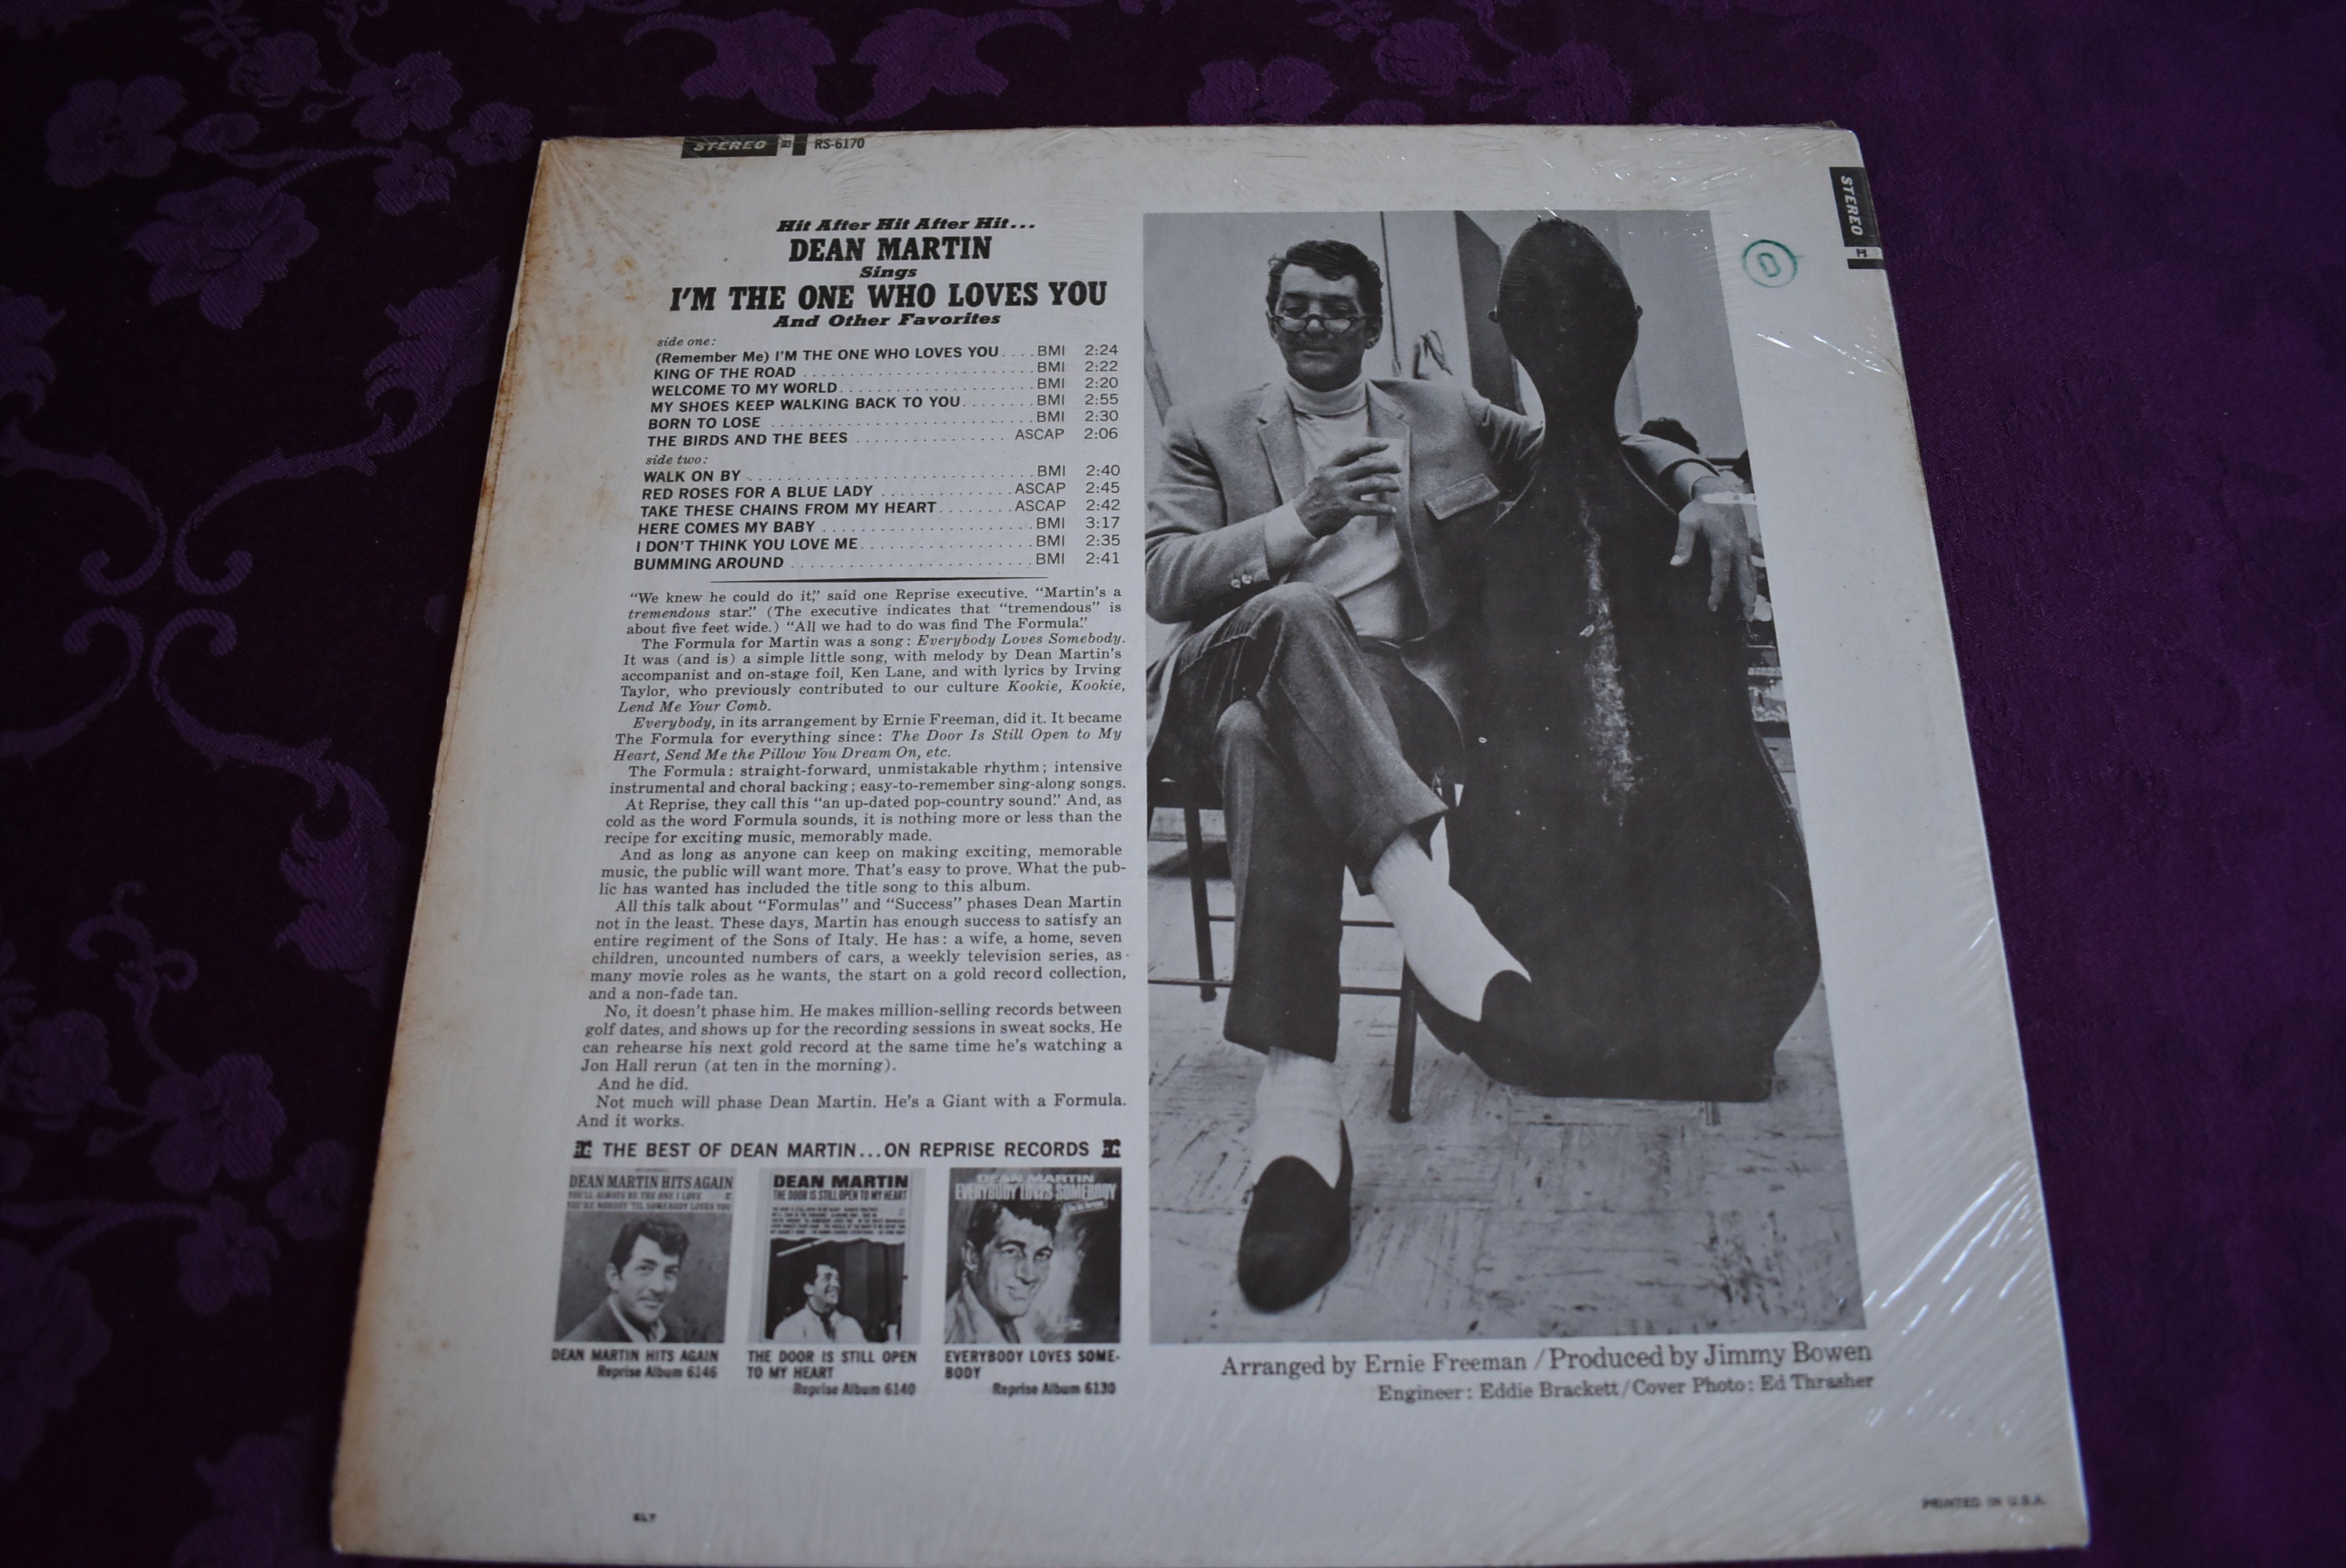 STEREO RS-6170
STEREO
D
Hit After Hit After Hit...
DEAN MARTIN
Sings
I'M THE ONE WHO LOVES YOU
And Other Favorites
side one:
(Remember Me) I'M THE ONE WHO LOVES YOU....BMI 2:24
KING OF THE ROAD..........................BMI 2:22
WELCOME TO MY WORLD......................BMI 2:20
MY SHOES KEEP WALKING BACK TO YOU........BMI 2:55
BORN TO LOSE.............................BMI 2:30
THE BIRDS AND THE BEES.................ASCAP 2:06
side two:
WALK ON BY...............................BMI 2:40
RED ROSES FOR A BLUE LADY..............ASCAP 2:45
TAKE THESE CHAINS FROM MY HEART........ASCAP 2:42
HERE COMES MY BABY.......................BMI 3:17
I DON'T THINK YOU LOVE ME................BMI 2:35
BUMMING AROUND...........................BMI 2:41
"We knew he could do it," said one Reprise executive. "Martin's a
tremendous star." (The executive indicates that "tremendous" is
about five feet wide.) "All we had to do was find The Formula."
The Formula for Martin was a song: Everybody Loves Somebody.
It was (and is) a simple little song, with melody by Dean Martin's
accompanist and on-stage foil, Ken Lane, and with lyrics by Irving
Taylor, who previously contributed to our culture Kookie, Kookie,
Lend Me Your Comb.
Everybody, in its arrangement by Ernie Freeman, did it. It became
The Formula for everything since: The Door Is Still Open to My
Heart, Send Me the Pillow You Dream On, etc.
The Formula: straight-forward, unmistakable rhythm; intensive
instrumental and choral backing; easy-to-remember sing-along songs.
At Reprise, they call this "an up-dated pop-country sound." And, as
cold as the word Formula sounds, it is nothing more or less than the
recipe for exciting music, memorably made.
And as long as anyone can keep on making exciting, memorable
music, the public will want more. That's easy to prove. What the pub-
lic has wanted has included the title song to this album.
All this talk about "Formulas" and "Success" phases Dean Martin
not in the least. These days, Martin has enough success to satisfy an
entire regiment of the Sons of Italy. He has: a wife, a home, seven
children, uncounted numbers of cars, a weekly television series, as
many movie roles as he wants, the start on a gold record collection,
and a non-fade tan.
No, it doesn't phase him. He makes million-selling records between
golf dates, and shows up for the recording sessions in sweat socks. He
can rehearse his next gold record at the same time he's watching a
Jon Hall rerun (at ten in the morning).
And he did.
Not much will phase Dean Martin. He's a Giant with a Formula.
And it works.
THE BEST OF DEAN MARTIN...ON REPRISE RECORDS
DEAN MARTIN HITS AGAIN
YOU'LL ALWAYS BE THE ONE I LOVE
YOU'RE NOBODY 'TIL SOMEBODY LOVES YOU
DEAN MARTIN
THE DOOR IS STILL OPEN TO MY HEART
DEAN MARTIN
EVERYBODY LOVES SOMEBODY
DEAN MARTIN HITS AGAIN
Reprise Album 6146
THE DOOR IS STILL OPEN
TO MY HEART
Reprise Album 6140
EVERYBODY LOVES SOME-
BODY
Reprise Album 6130
Arranged by Ernie Freeman/Produced by Jimmy Bowen
Engineer: Eddie Brackett/Cover Photo: Ed Thrasher
PRINTED IN U.S.A.